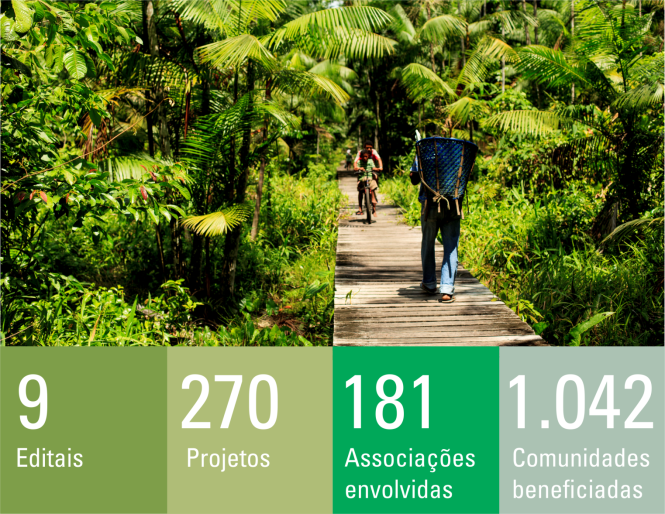 9
Editais
270
Projetos
181
Associações
envolvidas
1.042
Comunidades
beneficiadas